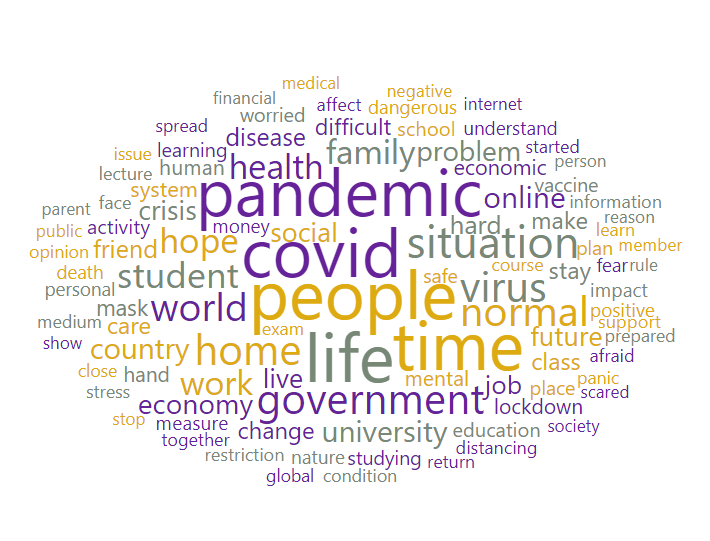 medical
negative
financial affect dangerous internet
worried
spread disease difficult school understand
issue learning health family problem economic started person
lecture human
system pandemic online vaccine
parent face crisis information
public activity money social hard make reason
opinion friend hope covid situation plan learn member
death student safe course stay fear rule
personal people virus impact
mask world normal positive
medium care exam life time support
show country home future prepared
close hand work live mental class afraid
stress job place panic
economy government lockdown scared
stop measure change university education society
together distancing
restriction nature studying return
global condition